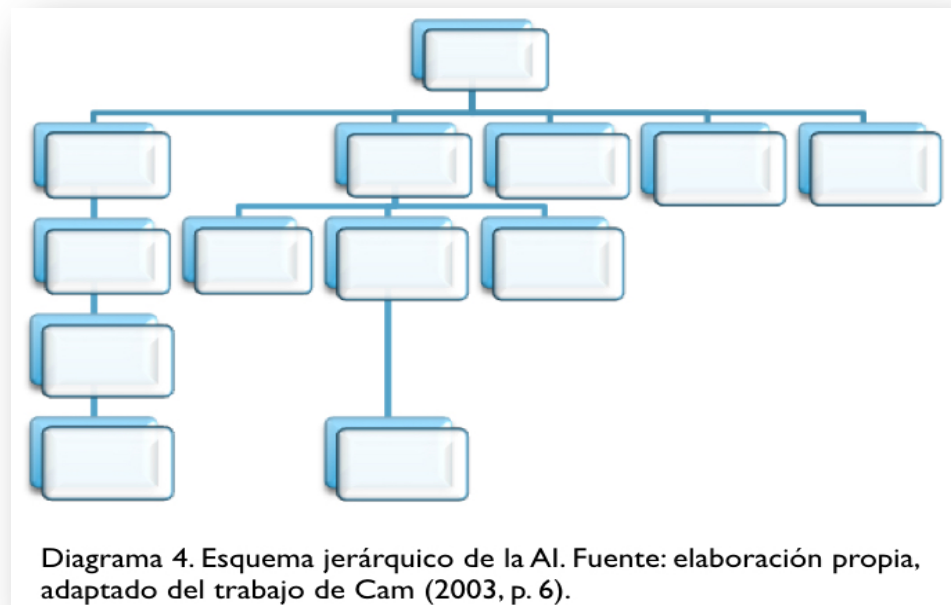 Diagrama 4. Esquema jerárquico de la AI. Fuente: elaboración propia,
adaptado del trabajo de Cam (2003, p. 6).